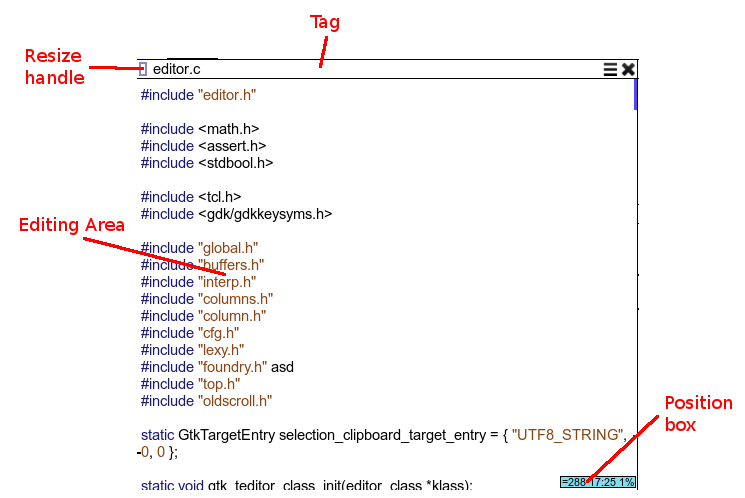 Tag
Resize
handle
editor.c
#include "editor.h"
#include <math.h>
#include <assert.h>
#include <stdbool.h>
#include <tcl.h>
#include <gdk/gdkkeysyms.h>
Editing Area
#include "global.h"
#include "buffers.h"
#include "interp.h"
#include "columns.h"
#include "column.h"
#include "cfg.h"
#include "lexy.h"
#include "foundry.h" asd
#include "top.h"
#include "oldscroll.h"
Position
box
static GtkTargetEntry selection_clipboard_target_entry = { "UTF8_STRING",
0, 0 };
static void gtk_teditor_class_init(editor_class *klass);
=288 17:25 1%